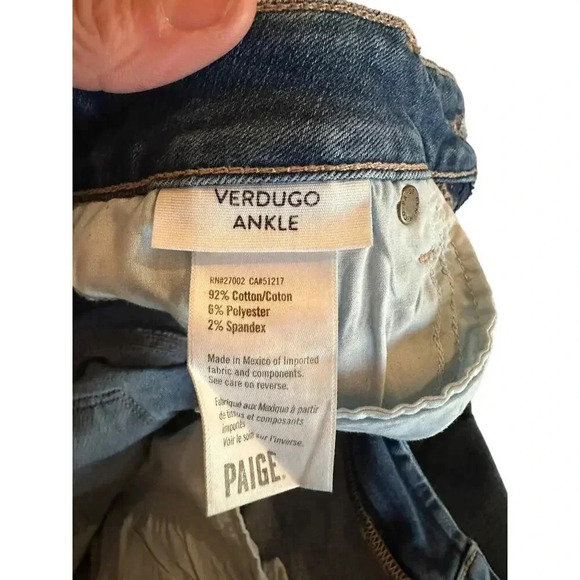 VERDUGO
ANKLE
RN#27002 CA#51217
92% Cotton/Coton
6% Polyester
2% Spandex
Made in Mexico of Imported
fabric and components.
See care on reverse.
Fabriqué aux Mexique à partir
de tissus et composants
importés
Voir le soin sur l'inverse.
PAIGE